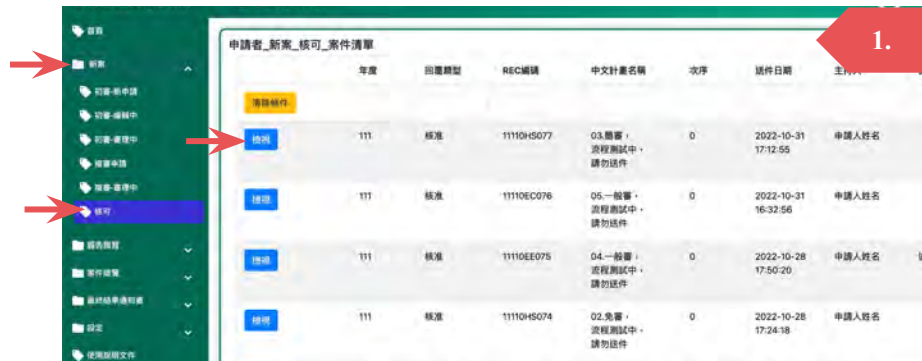 首頁
1.
申請者_新案_核可_案件清單
新案
年度 回覆類型 REC編號 中文計畫名稱 次序 送件日期
初審-新申請
清除條件
初審-編輯中
初審-審理中
檢視 111 核准 11110HS077 03.簡審， 0 2022-10-31 申請人姓名
流程測試中， 17:12:55
請勿送件
複審申請
複審-審理中
核可
檢視 111 核准 11110EC076 05.一般審， 0 2022-10-31 申請人姓名
流程測試中， 16:32:56
請勿送件
報告與變更
檢視 111 核准 11110EE075 04.一般審， 0 2022-10-28 申請人姓名
流程測試中， 17:50:20
請勿送件
案件總覽
最終結果通知書
檢視 111 核准 11110HS074 02.免審， 0 2022-10-28 申請人姓名
流程測試中， 17:24:18
請勿送件
設定
使用說明文件